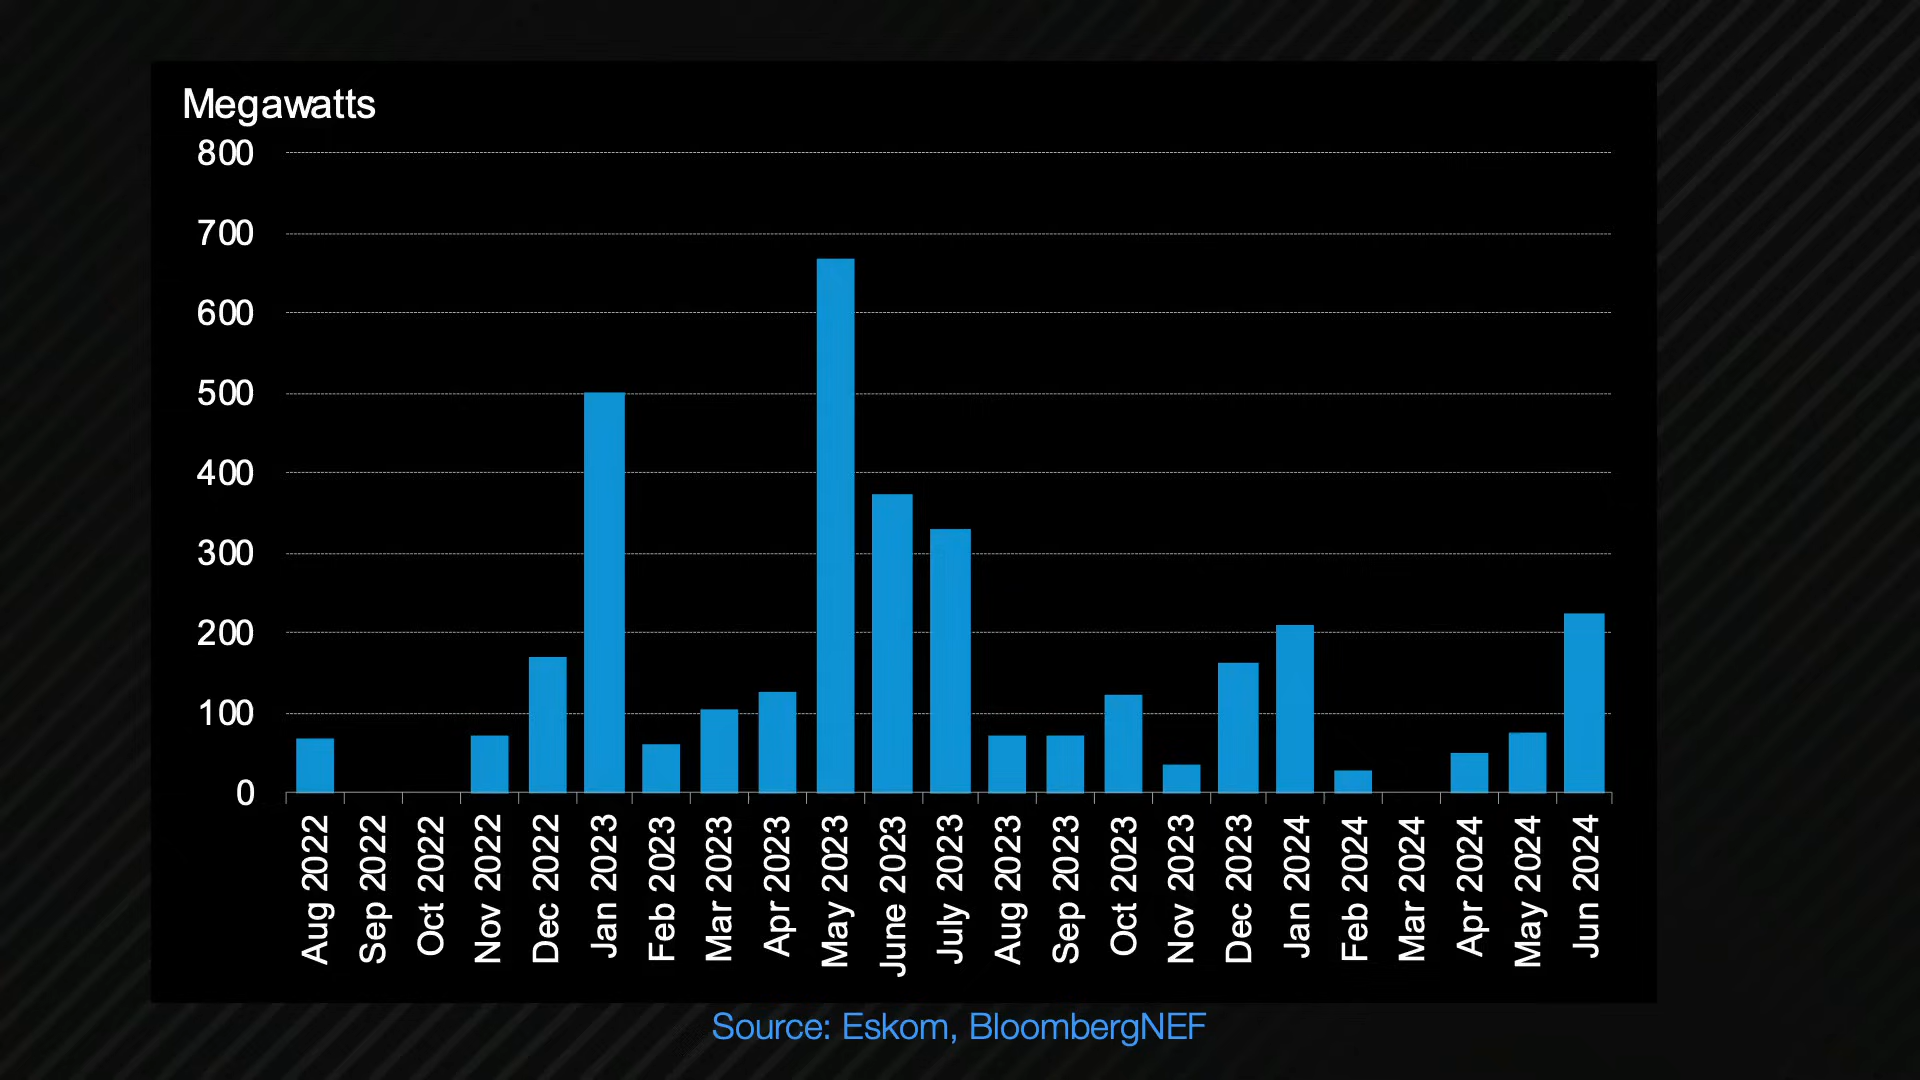 Megawatts
800
700
600
500
400
300
200
100
0
Aug 2022
Sep 2022
Oct 2022
Nov 2022
Dec 2022
Jan 2023
Feb 2023
Mar 2023
Apr 2023
May 2023
June 2023
July 2023
Aug 2023
Sep 2023
Oct 2023
Nov 2023
Dec 2023
Jan 2024
Feb 2024
Mar 2024
Apr 2024
May 2024
Jun 2024
Source: Eskom, BloombergNEF